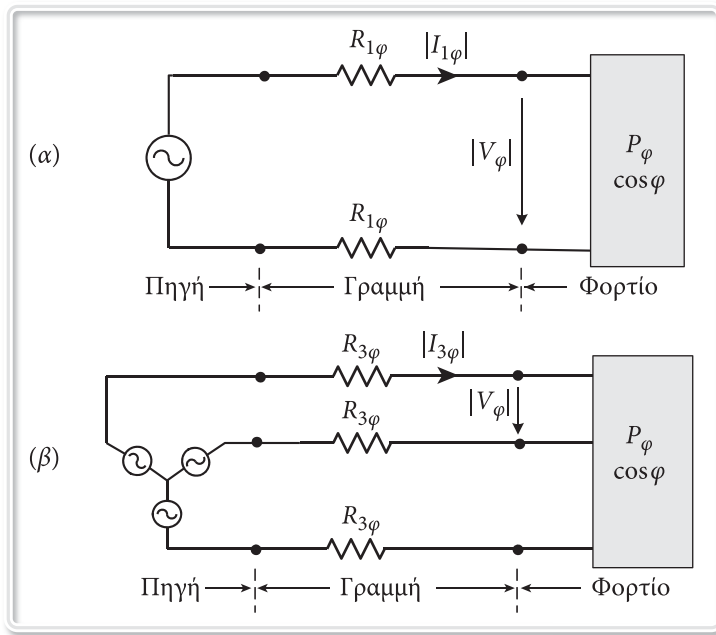 R1φ |I1φ|
(α) |Vφ| Pφ
cosφ
R1φ
Πηγή Γραμμή Φορτίο
R3φ |I3φ|
|Vφ|
R3φ
(β) Pφ
cosφ
R3φ
Πηγή Γραμμή Φορτίο